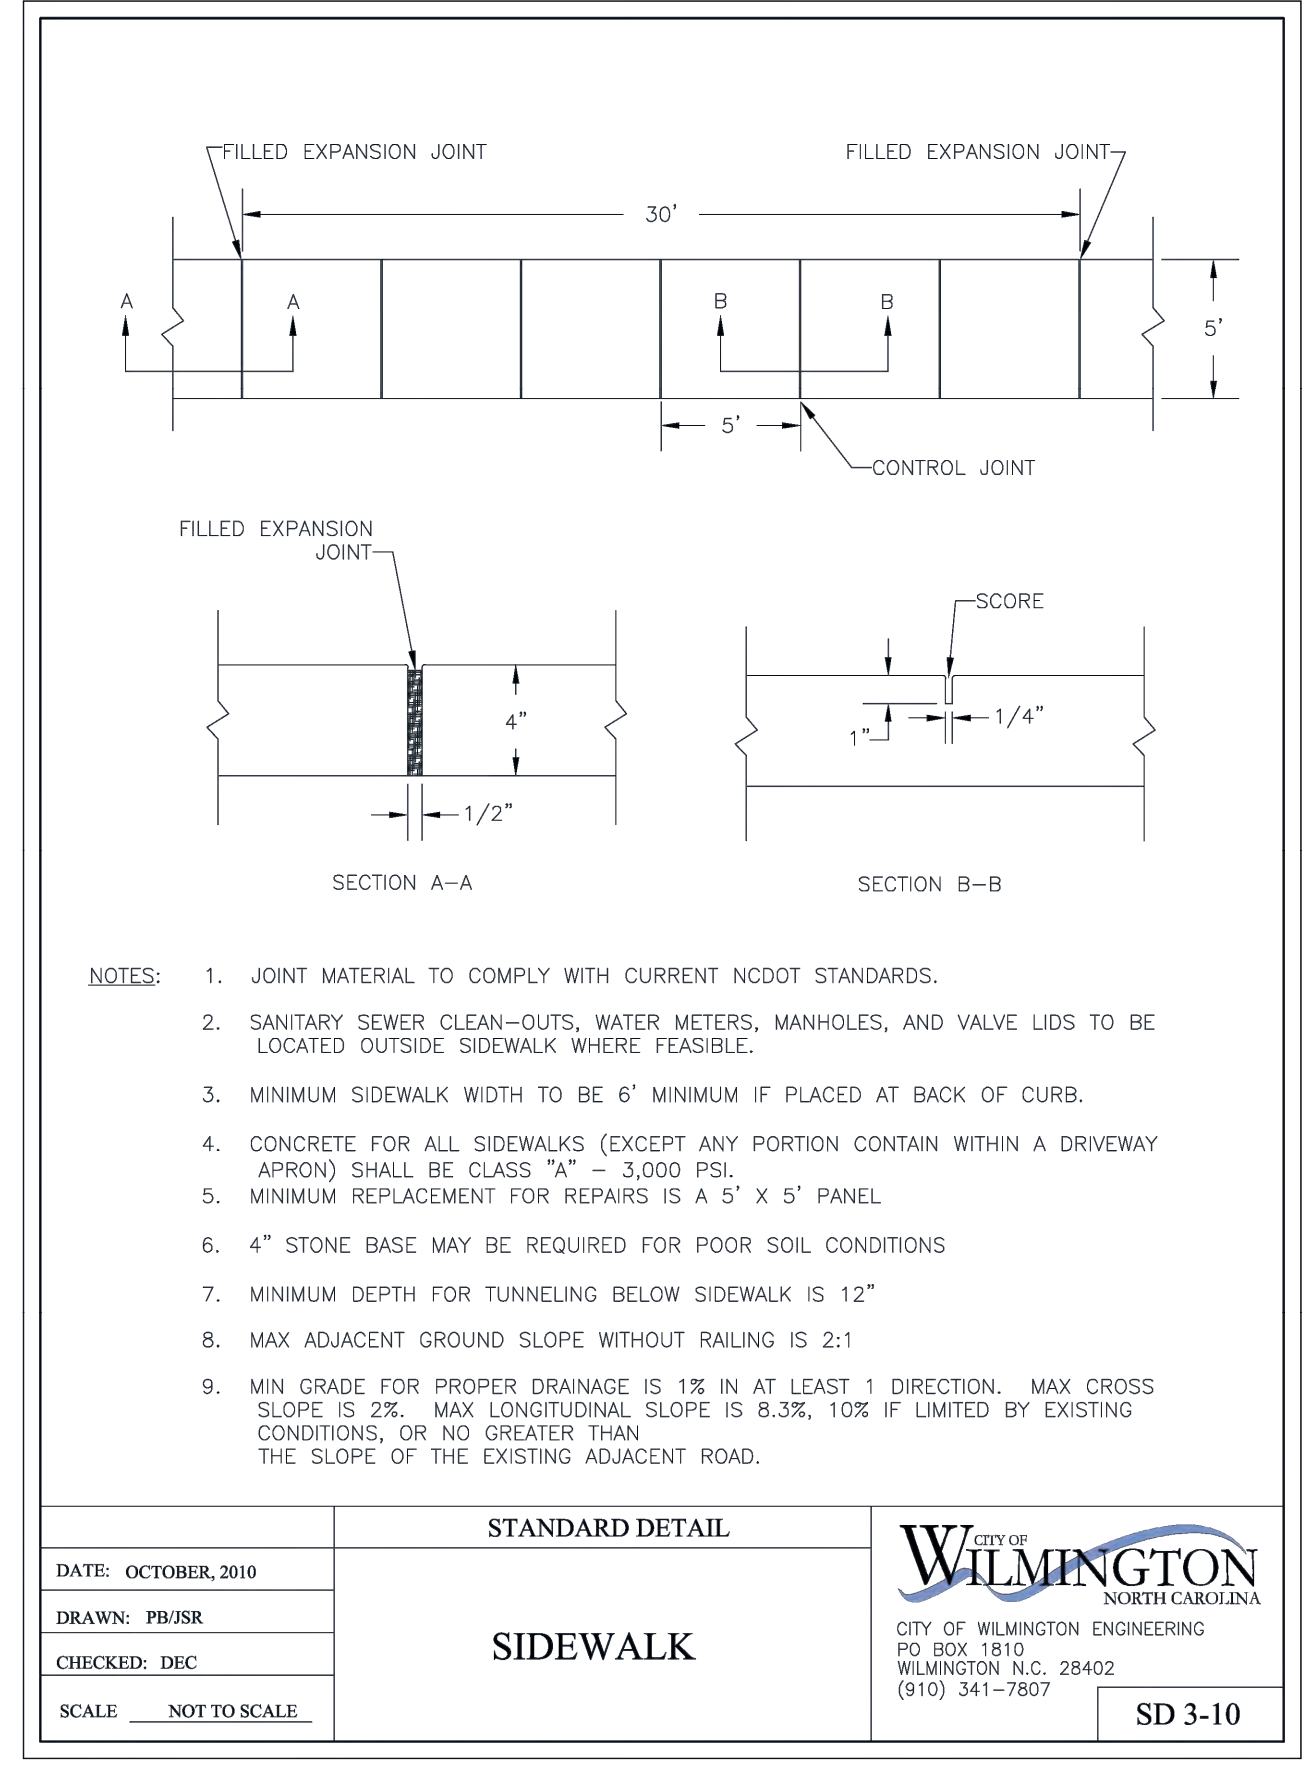 FILLED EXPANSION JOINT
FILLED EXPANSION JOINT
30'
A
A
B
B
5'
5'
CONTROL JOINT
FILLED EXPANSION
JOINT
SCORE
4"
1"
1/4"
1/2"
SECTION A-A
SECTION B-B
NOTES: 1. JOINT MATERIAL TO COMPLY WITH CURRENT NCDOT STANDARDS.
2. SANITARY SEWER CLEAN-OUTS, WATER METERS, MANHOLES, AND VALVE LIDS TO BE
LOCATED OUTSIDE SIDEWALK WHERE FEASIBLE.
3. MINIMUM SIDEWALK WIDTH TO BE 6' MINIMUM IF PLACED AT BACK OF CURB.
4. CONCRETE FOR ALL SIDEWALKS (EXCEPT ANY PORTION CONTAIN WITHIN A DRIVEWAY
APRON) SHALL BE CLASS "A" - 3,000 PSI.
5. MINIMUM REPLACEMENT FOR REPAIRS IS A 5' X 5' PANEL
6. 4" STONE BASE MAY BE REQUIRED FOR POOR SOIL CONDITIONS
7. MINIMUM DEPTH FOR TUNNELING BELOW SIDEWALK IS 12"
8. MAX ADJACENT GROUND SLOPE WITHOUT RAILING IS 2:1
9. MIN GRADE FOR PROPER DRAINAGE IS 1% IN AT LEAST 1 DIRECTION. MAX CROSS
SLOPE IS 2%. MAX LONGITUDINAL SLOPE IS 8.3%, 10% IF LIMITED BY EXISTING
CONDITIONS, OR NO GREATER THAN
THE SLOPE OF THE EXISTING ADJACENT ROAD.
DATE: OCTOBER, 2010
DRAWN: PB/JSR
CHECKED: DEC
SCALE NOT TO SCALE
STANDARD DETAIL
SIDEWALK
CITY OF
WILMINGTON
NORTH CAROLINA
CITY OF WILMINGTON ENGINEERING
PO BOX 1810
WILMINGTON N.C. 28402
(910) 341-7807
SD 3-10